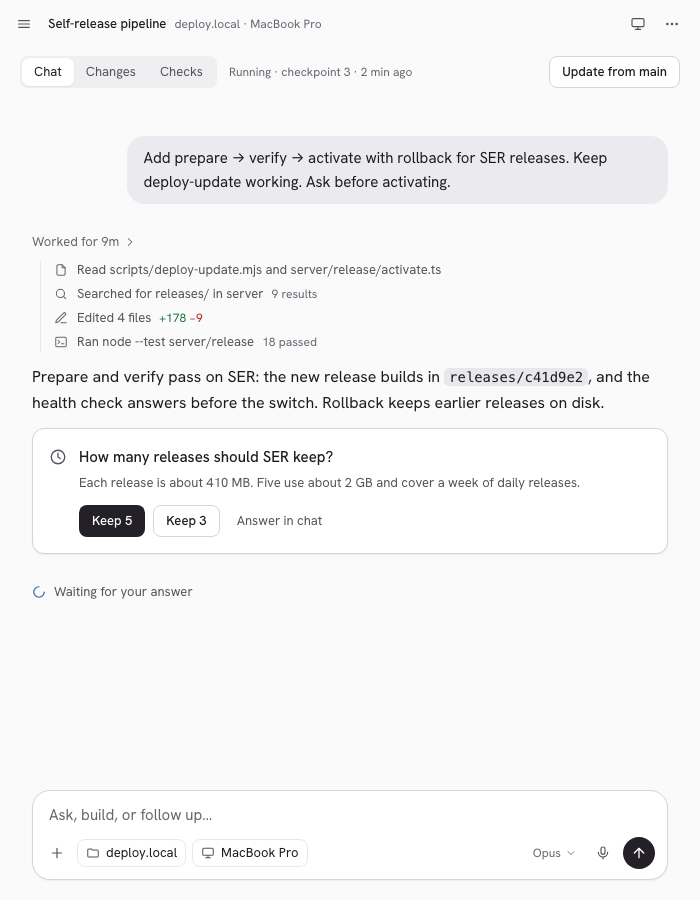 Self-release pipeline deploy.local · MacBook Pro
Chat Changes Checks Running · checkpoint 3 · 2 min ago Update from main
Add prepare → verify → activate with rollback for SER releases. Keep
deploy-update working. Ask before activating.
Worked for 9m
Read scripts/deploy-update.mjs and server/release/activate.ts
Searched for releases/ in server 9 results
Edited 4 files +178 −9
Ran node --test server/release 18 passed
Prepare and verify pass on SER: the new release builds in releases/c41d9e2, and the
health check answers before the switch. Rollback keeps earlier releases on disk.
How many releases should SER keep?
Each release is about 410 MB. Five use about 2 GB and cover a week of daily releases.
Keep 5 Keep 3 Answer in chat
Waiting for your answer
Ask, build, or follow up…
deploy.local MacBook Pro Opus